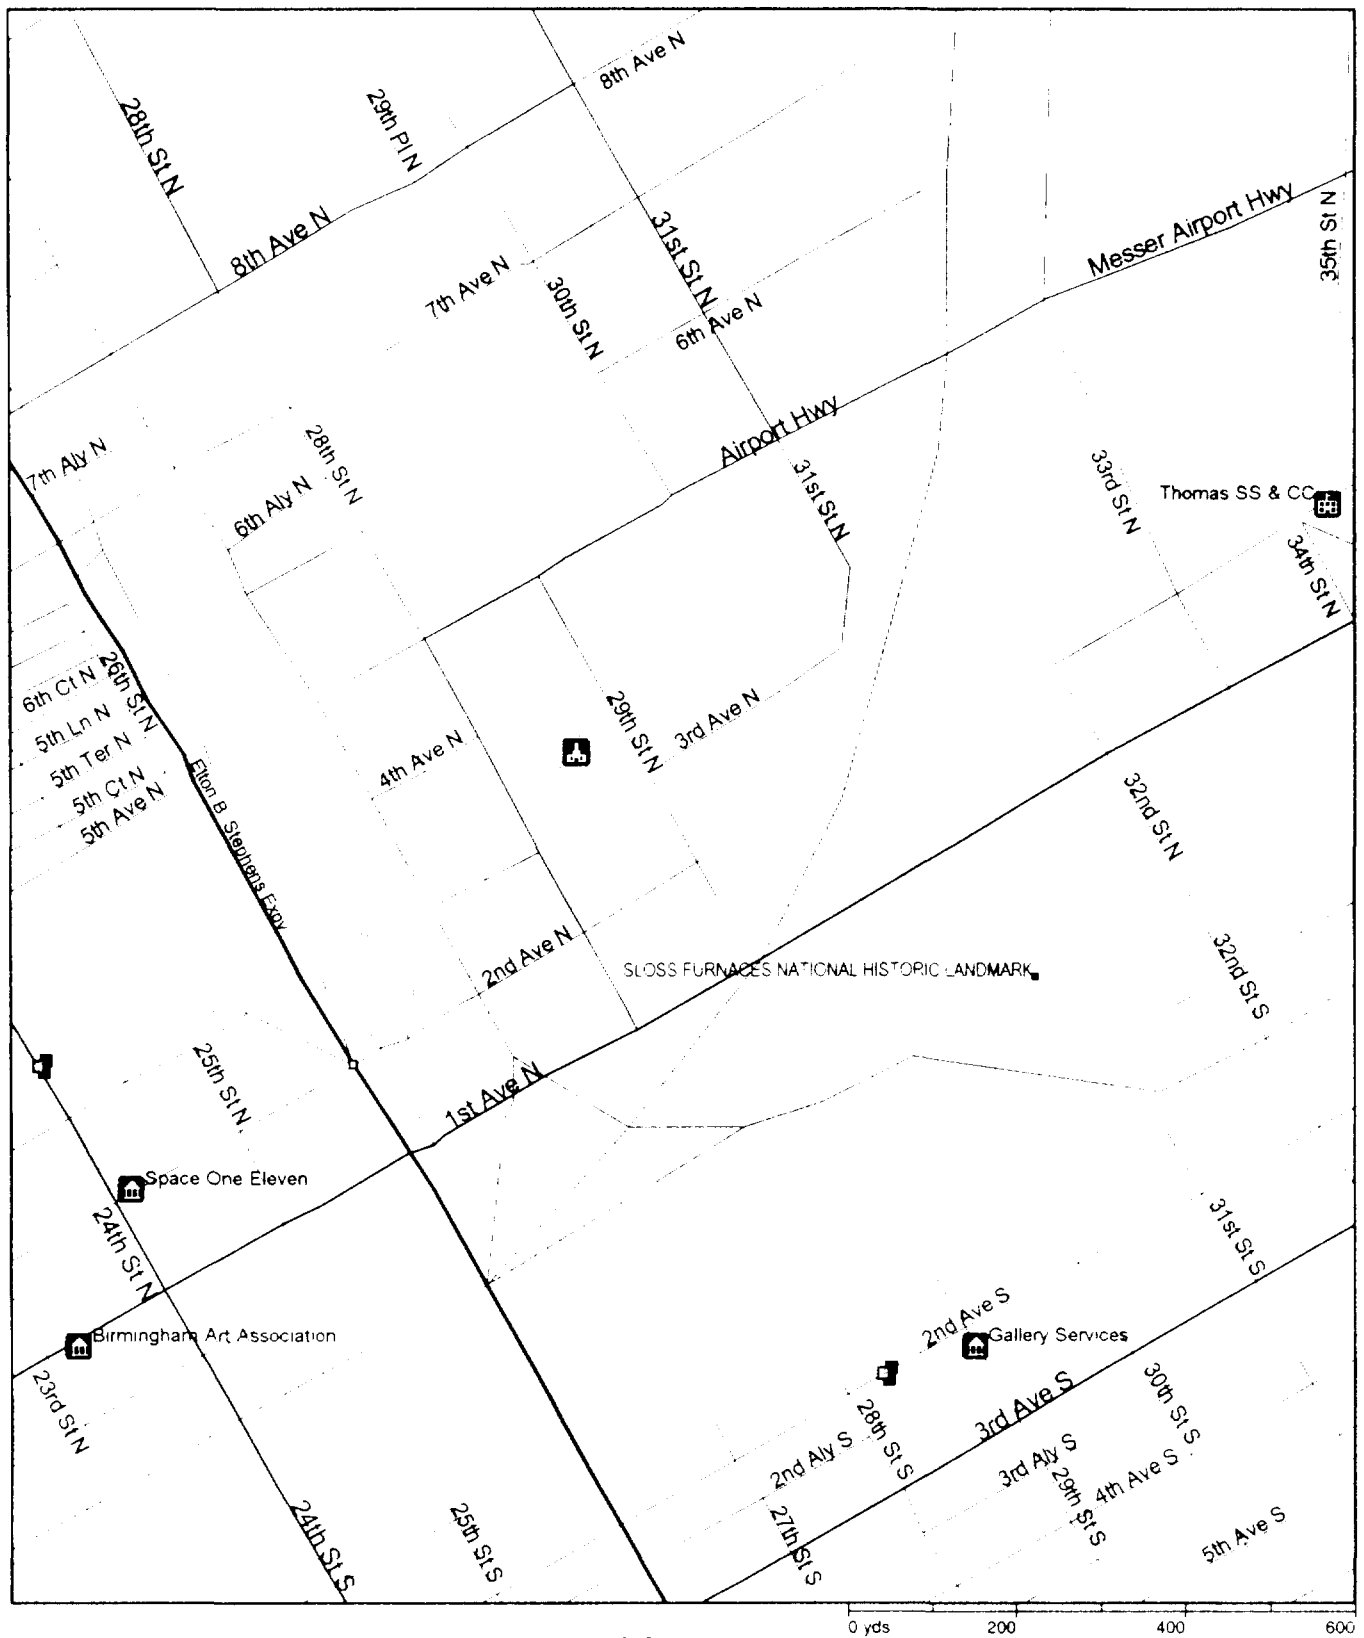 8th Ave N
28th St N
29th Pl N
8th Ave N
31st St N
Messer Airport Hwy
35th St N
7th Ave N
30th St N
6th Ave N
Airport Hwy
7th Aly N
28th St N
6th Aly N
31st St N
33rd St N
Thomas SS & CC
34th St N
6th Ct N
26th St N
5th Ln N
5th Ter N
5th Ct N
5th Ave N
29th St N
3rd Ave N
4th Ave N
Elton B Stephens Expy
32nd St N
2nd Ave N
SLOSS FURNACES NATIONAL HISTORIC LANDMARK
32nd St S
25th St N
1st Ave N
Space One Eleven
24th St N
31st St S
Birmingham Art Association
2nd Ave S
Gallery Services
23rd St N
28th St S
3rd Ave S
30th St S
2nd Aly S
3rd Aly S
29th St S
4th Ave S
24th St S
25th St S
27th St S
5th Ave S
0 yds 200 400 600